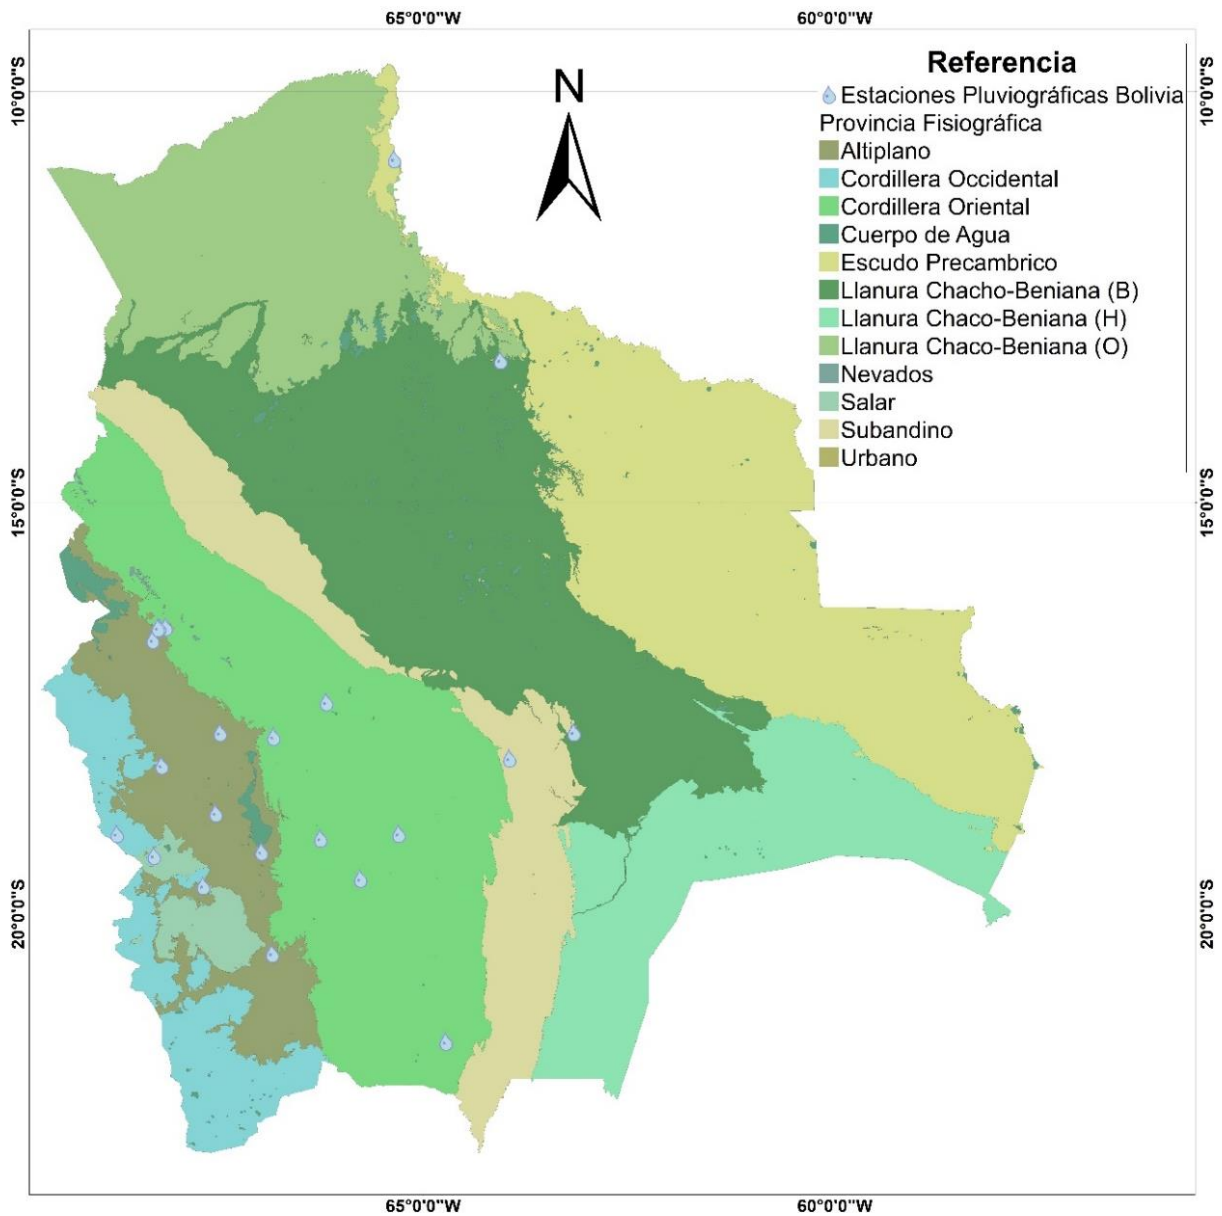 65°0'0"W 60°0'0"W
10°0'0"S 10°0'0"S
N
Referencia
Estaciones Pluviográficas Bolivia
Provincia Fisiográfica
Altiplano
Cordillera Occidental
Cordillera Oriental
Cuerpo de Agua
Escudo Precambrico
Llanura Chacho-Beniana (B)
Llanura Chaco-Beniana (H)
Llanura Chaco-Beniana (O)
Nevados
Salar
Subandino
Urbano
15°0'0"S 15°0'0"S
20°0'0"S 20°0'0"S
65°0'0"W 60°0'0"W